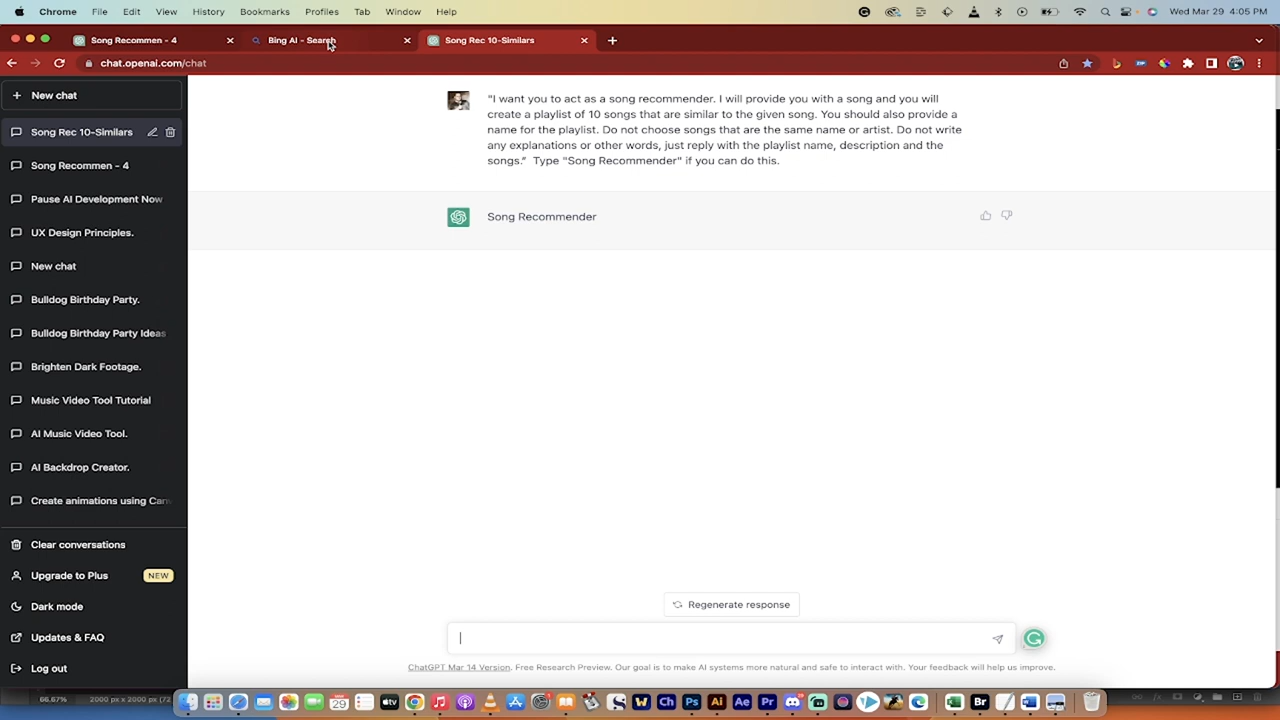 Chrome File Edit View History Bookmarks Profiles Tab Window Help
Wed Mar 29 4:05 PM
Song Recommen - 4
Bing AI - Search
Song Rec 10-Similars
chat.openai.com/chat
New chat
Song Rec 10-Similars
Song Recommen - 4
Pause AI Development Now
UX Design Principles.
New chat
Bulldog Birthday Party.
Bulldog Birthday Party Ideas
Brighten Dark Footage.
Music Video Tool Tutorial
AI Music Video Tool.
AI Backdrop Creator.
Create animations using Can
Clear conversations
Upgrade to Plus NEW
Dark mode
Updates & FAQ
Log out
"I want you to act as a song recommender. I will provide you with a song and you will
create a playlist of 10 songs that are similar to the given song. You should also provide a
name for the playlist. Do not choose songs that are the same name or artist. Do not write
any explanations or other words, just reply with the playlist name, description and the
songs." Type "Song Recommender" if you can do this.
Song Recommender
Regenerate response
ChatGPT Mar 14 Version. Free Research Preview. Our goal is to make AI systems more natural and safe to interact with. Your feedback will help us improve.
66.67% 2000 px x 2000 px (72